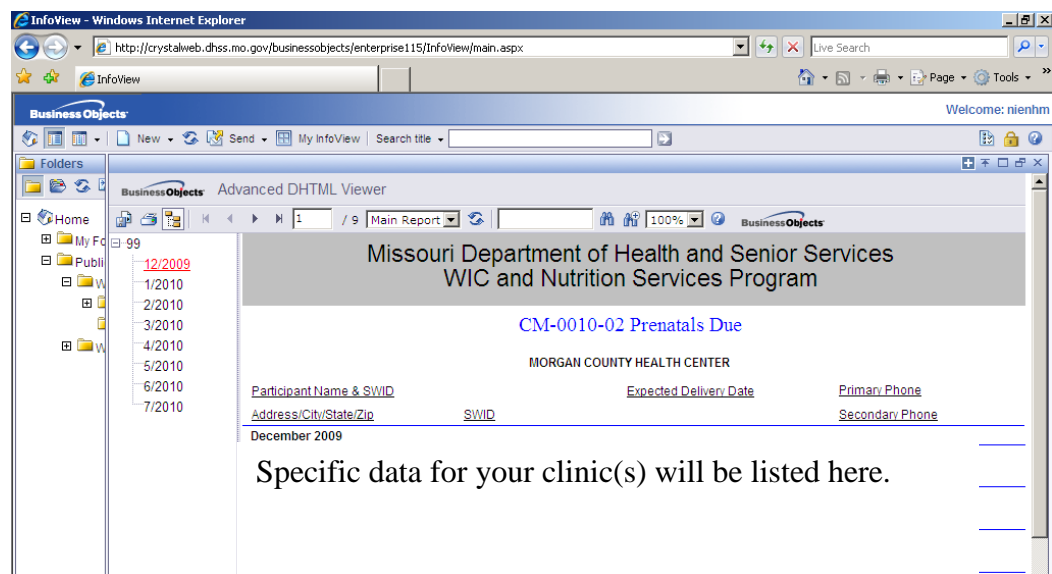 InfoView - Windows Internet Explorer
http://crystalweb.dhss.mo.gov/businessobjects/enterprise115/InfoView/main.aspx
Live Search
InfoView
Page
Tools
Business Objects
Welcome: nienhm
New
Send
My InfoView
Search title
Folders
Business Objects Advanced DHTML Viewer
1 / 9 Main Report 100% Business Objects
Home
My Fo
Publi
W
W
99
12/2009
1/2010
2/2010
3/2010
4/2010
5/2010
6/2010
7/2010
Missouri Department of Health and Senior Services
WIC and Nutrition Services Program
CM-0010-02 Prenatals Due
MORGAN COUNTY HEALTH CENTER
Participant Name & SWID Expected Delivery Date Primary Phone
Address/City/State/Zip SWID Secondary Phone
December 2009
Specific data for your clinic(s) will be listed here.